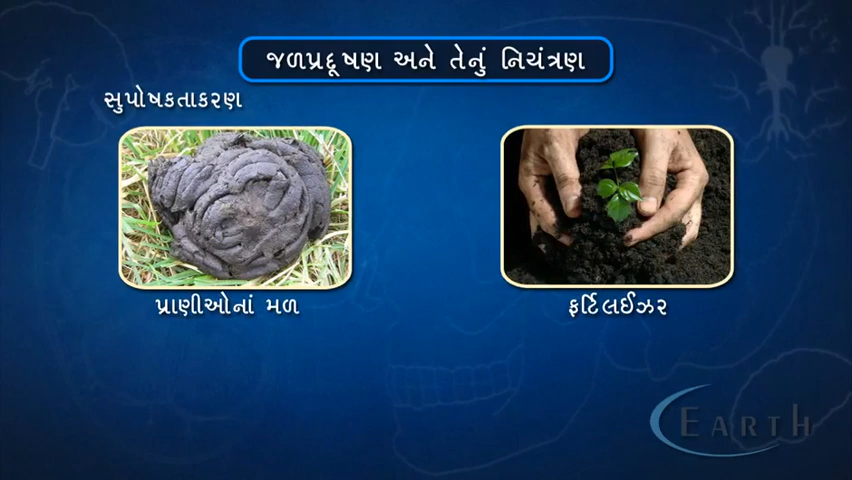 જળપ્રદૂષણ અને તેનું નિયંત્રણ
સુપોષકતાકરણ
પ્રાણીઓનાં મળ
ફર્ટિલઈઝર
EARTH